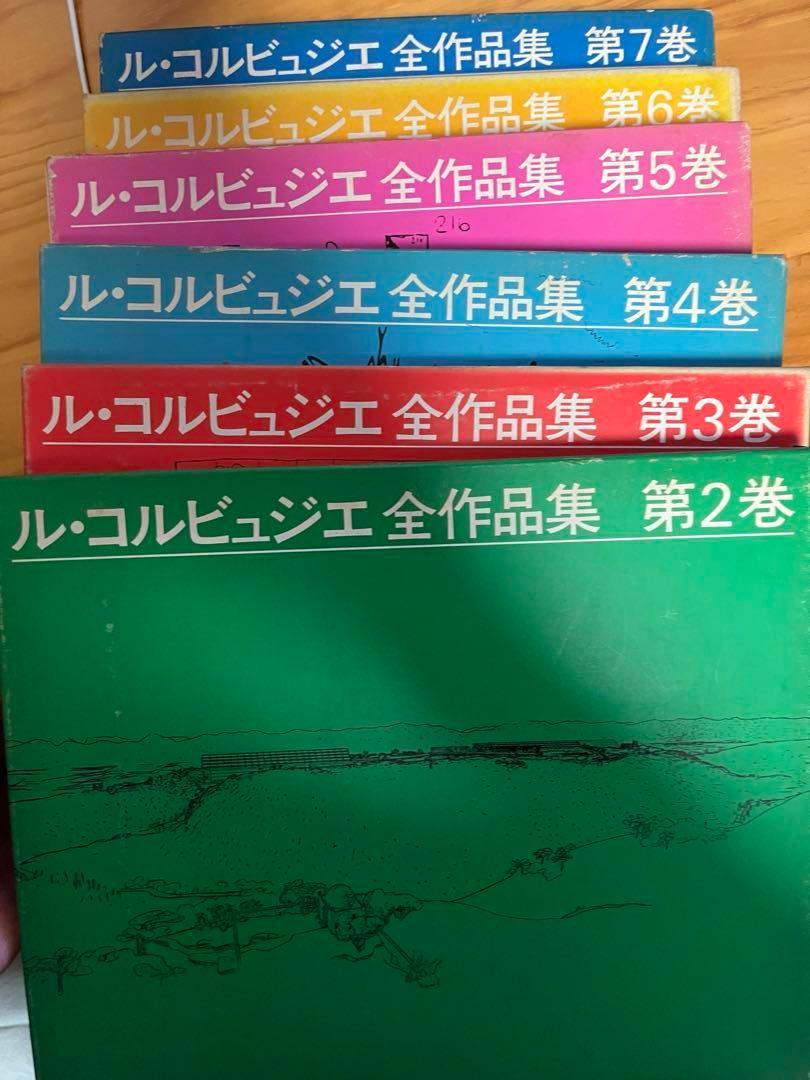 ル・コルビュジエ 全作品集 第7巻
ル・コルビュジエ 全作品集 第6巻
ル・コルビュジエ 全作品集 第5巻
216
ル・コルビュジエ 全作品集 第4巻
ル・コルビュジエ 全作品集 第3巻
ル・コルビュジエ 全作品集 第2巻